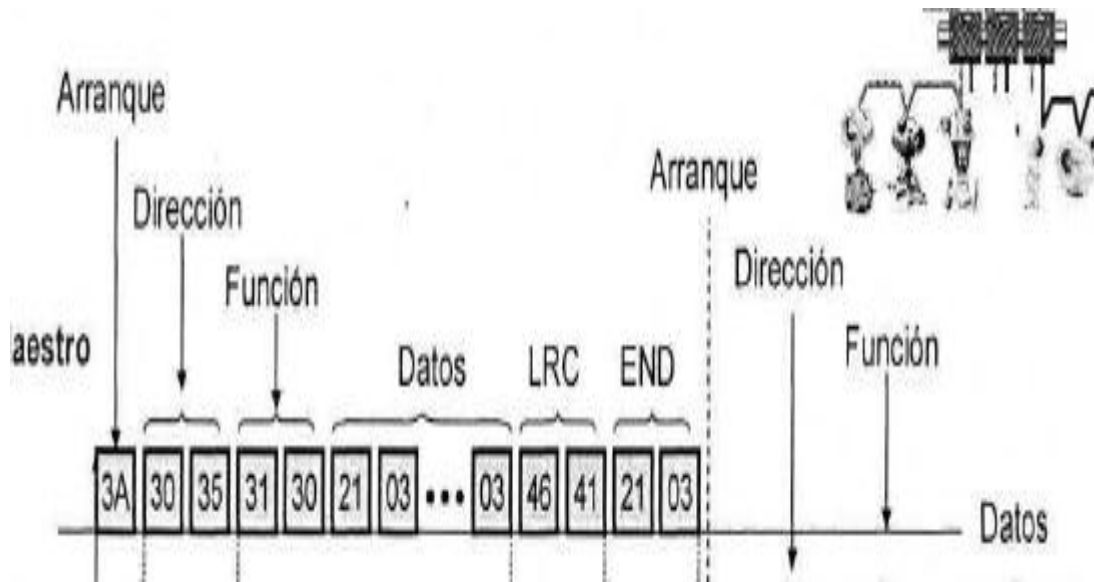 Arranque
Arranque
Dirección
Dirección
Función
Función
aestro
Datos
LRC
END
3A 30 35 31 30 21 03 ••• 03 46 41 21 03
Datos